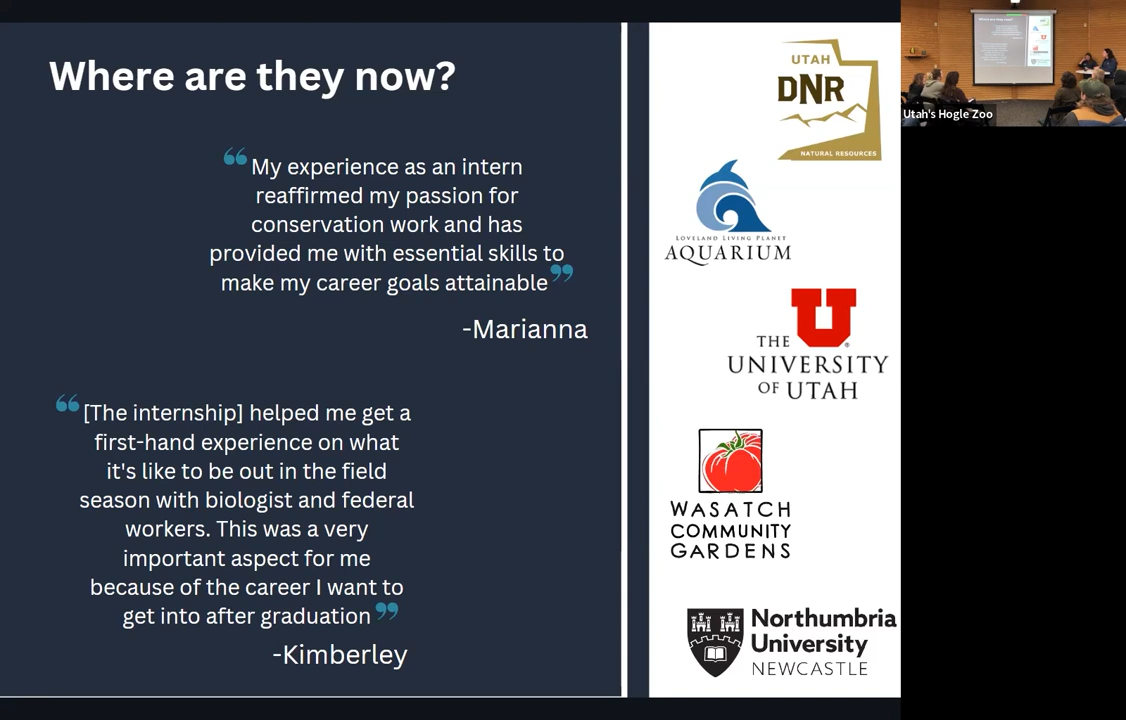 Where are they now?
“My experience as an intern
reaffirmed my passion for
conservation work and has
provided me with essential skills to
make my career goals attainable”
-Marianna
“[The internship] helped me get a
first-hand experience on what
it's like to be out in the field
season with biologist and federal
workers. This was a very
important aspect for me
because of the career I want to
get into after graduation”
-Kimberley
UTAH
DNR
NATURAL RESOURCES
LOVELAND LIVING PLANET
AQUARIUM
THE
UNIVERSITY
OF UTAH
WASATCH
COMMUNITY
GARDENS
Northumbria
University
NEWCASTLE
Utah's Hogle Zoo